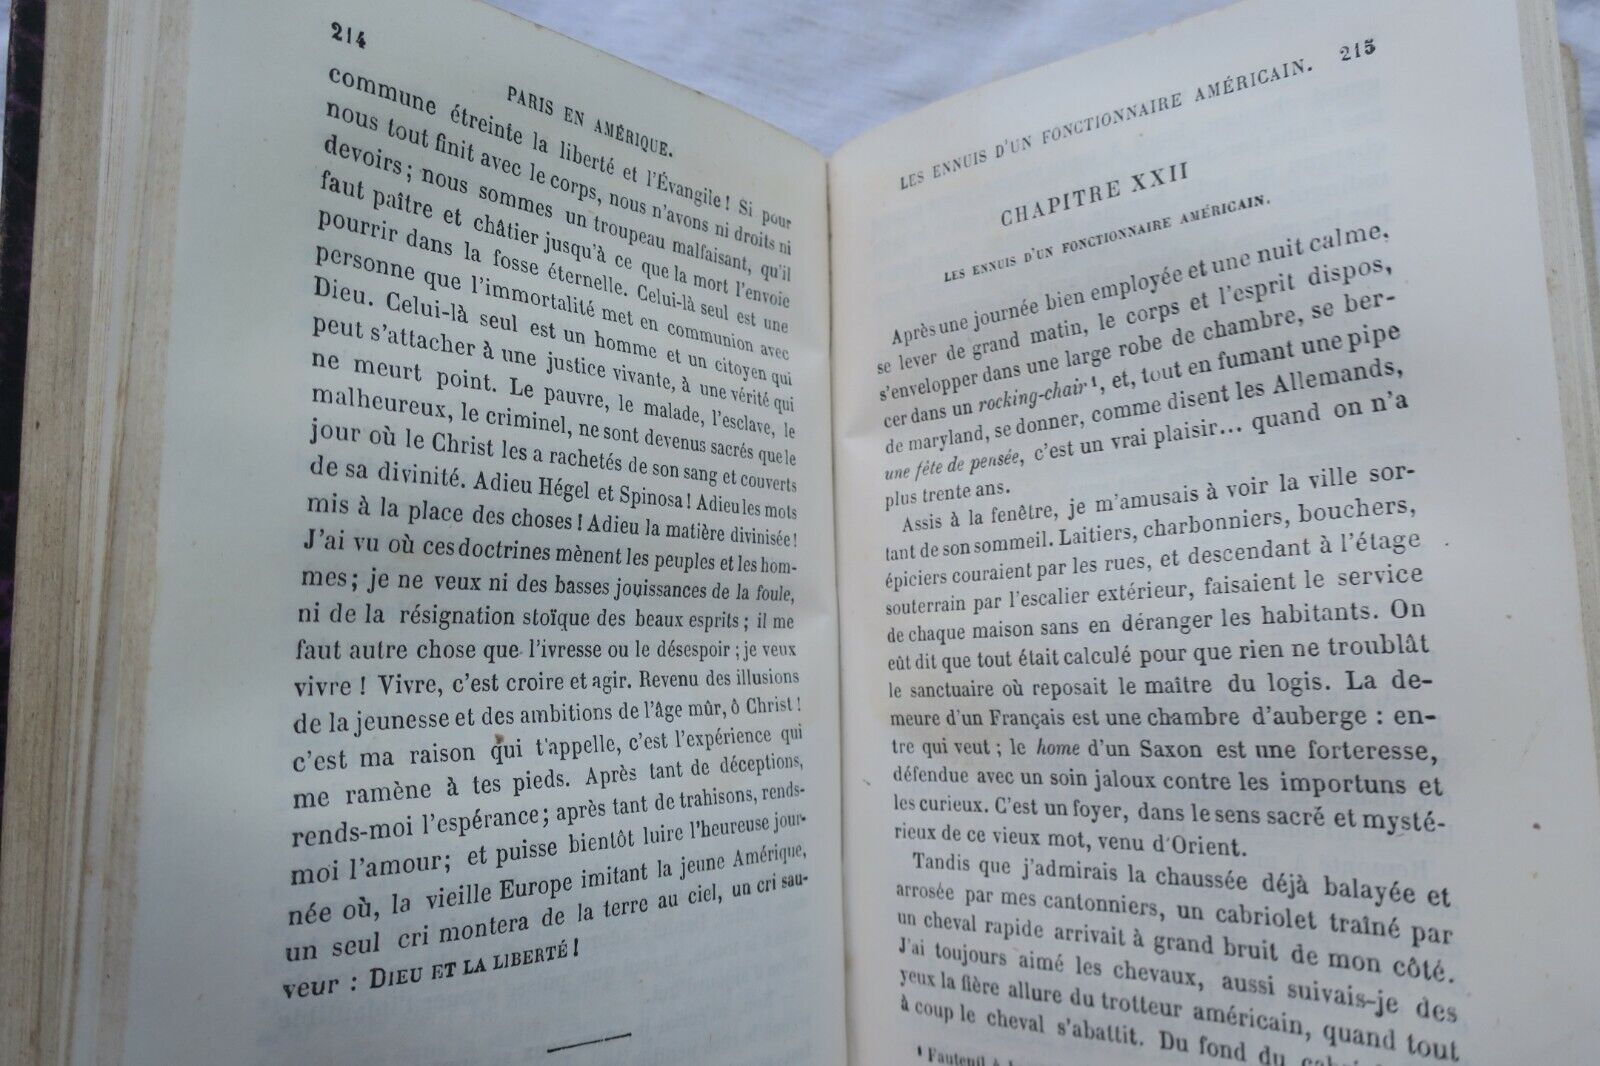 214
PARIS EN AMÉRIQUE.
commune étreinte la liberté et l'Évangile! Si pour
nous tout finit avec le corps, nous n'avons ni droits ni
devoirs; nous sommes un troupeau malfaisant, qu'il
faut paître et châtier jusqu'à ce que la mort l'envoie
pourrir dans la fosse éternelle. Celui-là seul est une
personne que l'immortalité met en communion avec
Dieu. Celui-là seul est un homme et un citoyen qui
peut s'attacher à une justice vivante, à une vérité qui
ne meurt point. Le pauvre, le malade, l'esclave, le
malheureux, le criminel, ne sont devenus sacrés que le
jour où le Christ les a rachetés de son sang et couverts
de sa divinité. Adieu Hégel et Spinosa! Adieu les mots
mis à la place des choses! Adieu la matière divinisée!
J'ai vu où ces doctrines mènent les peuples et les hom-
mes; je ne veux ni des basses jouissances de la foule,
ni de la résignation stoïque des beaux esprits; il me
faut autre chose que l'ivresse ou le désespoir; je veux
vivre! Vivre, c'est croire et agir. Revenu des illusions
de la jeunesse et des ambitions de l'âge mûr, ô Christ!
c'est ma raison qui t'appelle, c'est l'expérience qui
me ramène à tes pieds. Après tant de déceptions,
rends-moi l'espérance; après tant de trahisons, rends-
moi l'amour; et puisse bientôt luire l'heureuse jour-
née où, la vieille Europe imitant la jeune Amérique,
un seul cri montera de la terre au ciel, un cri sau-
veur : DIEU ET LA LIBERTÉ!
LES ENNUIS D'UN FONCTIONNAIRE AMÉRICAIN. 215
CHAPITRE XXII
LES ENNUIS D'UN FONCTIONNAIRE AMÉRICAIN.
Après une journée bien employée et une nuit calme,
se lever de grand matin, le corps et l'esprit dispos,
s'envelopper dans une large robe de chambre, se ber-
cer dans un rocking-chair¹, et, tout en fumant une pipe
de maryland, se donner, comme disent les Allemands,
une fête de pensée, c'est un vrai plaisir... quand on n'a
plus trente ans.
Assis à la fenêtre, je m'amusais à voir la ville sor-
tant de son sommeil. Laitiers, charbonniers, bouchers,
épiciers couraient par les rues, et descendant à l'étage
souterrain par l'escalier extérieur, faisaient le service
de chaque maison sans en déranger les habitants. On
eût dit que tout était calculé pour que rien ne troublât
le sanctuaire où reposait le maître du logis. La de-
meure d'un Français est une chambre d'auberge : en-
tre qui veut; le home d'un Saxon est une forteresse,
défendue avec un soin jaloux contre les importuns et
les curieux. C'est un foyer, dans le sens sacré et mysté-
rieux de ce vieux mot, venu d'Orient.
Tandis que j'admirais la chaussée déjà balayée et
arrosée par mes cantonniers, un cabriolet traîné par
un cheval rapide arrivait à grand bruit de mon côté.
J'ai toujours aimé les chevaux, aussi suivais-je des
yeux la fière allure du trotteur américain, quand tout
à coup le cheval s'abattit. Du fond du
¹ Fauteuil à